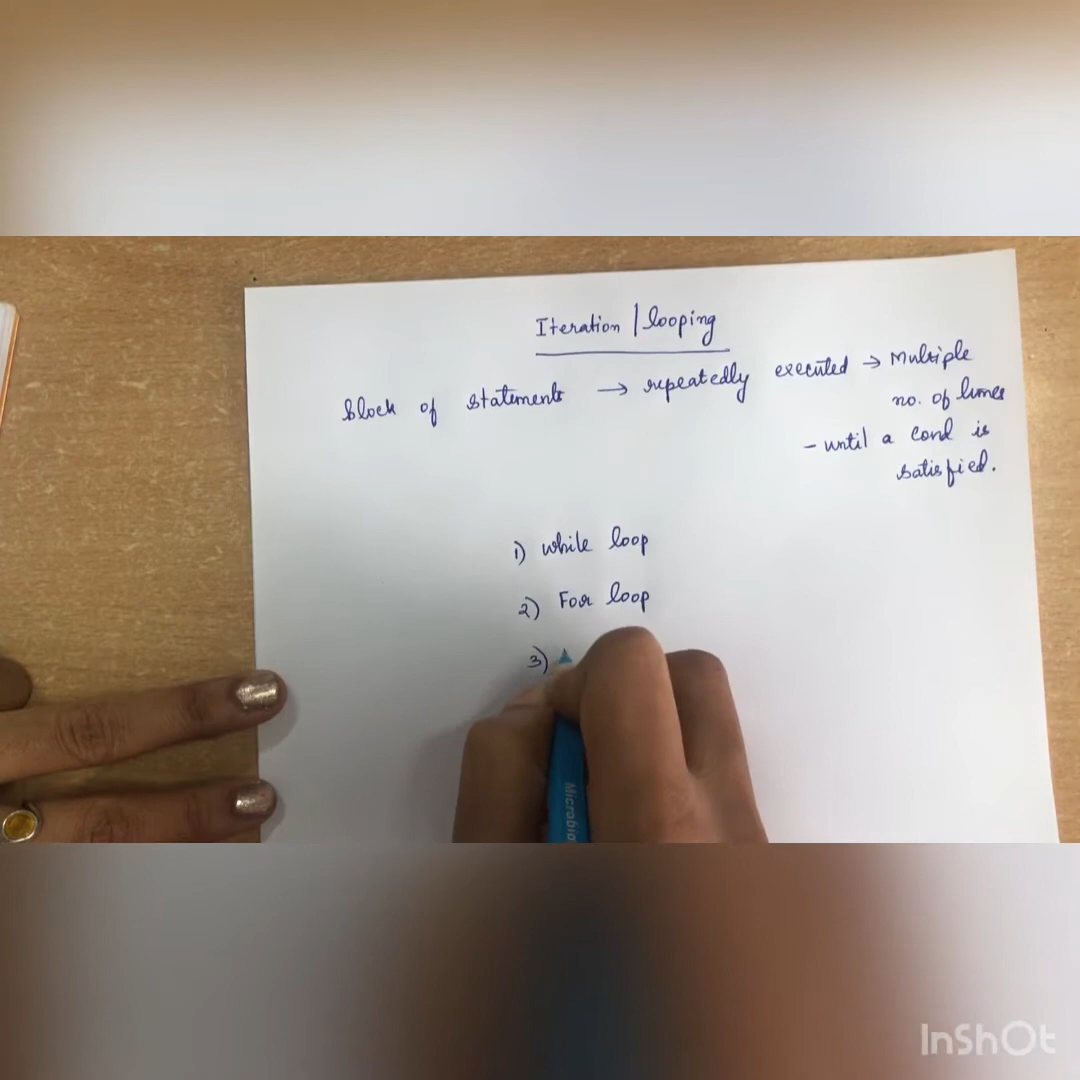 Iteration | looping
block of statements → repeatedly executed → Multiple
no. of times
- until a cond is
satisfied.
1) while loop
2) For loop
3)
Microbio
InShOt